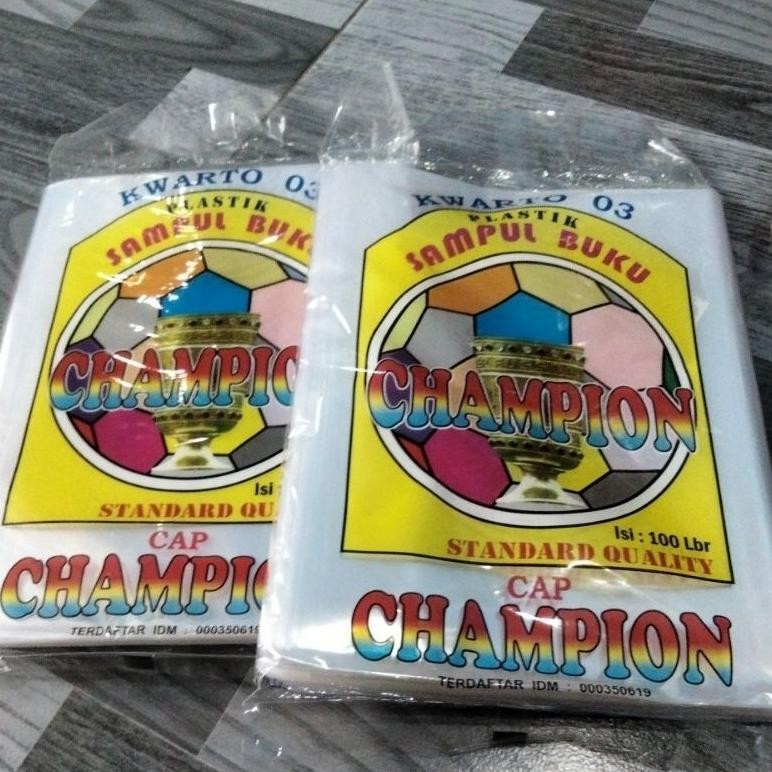 KWARTO 03
PLASTIK
SAMPUL BUKU
CHAMPION
Isi : 100 Lbr
STANDARD QUALITY
CAP
CHAMPION
TERDAFTAR IDM : 000350619
KWARTO 03
PLASTIK
SAMPUL BUK
CHAMPIO
Isi :
STANDARD QU
CAP
CHAMPIO
TERDAFTAR IDM : 000350619